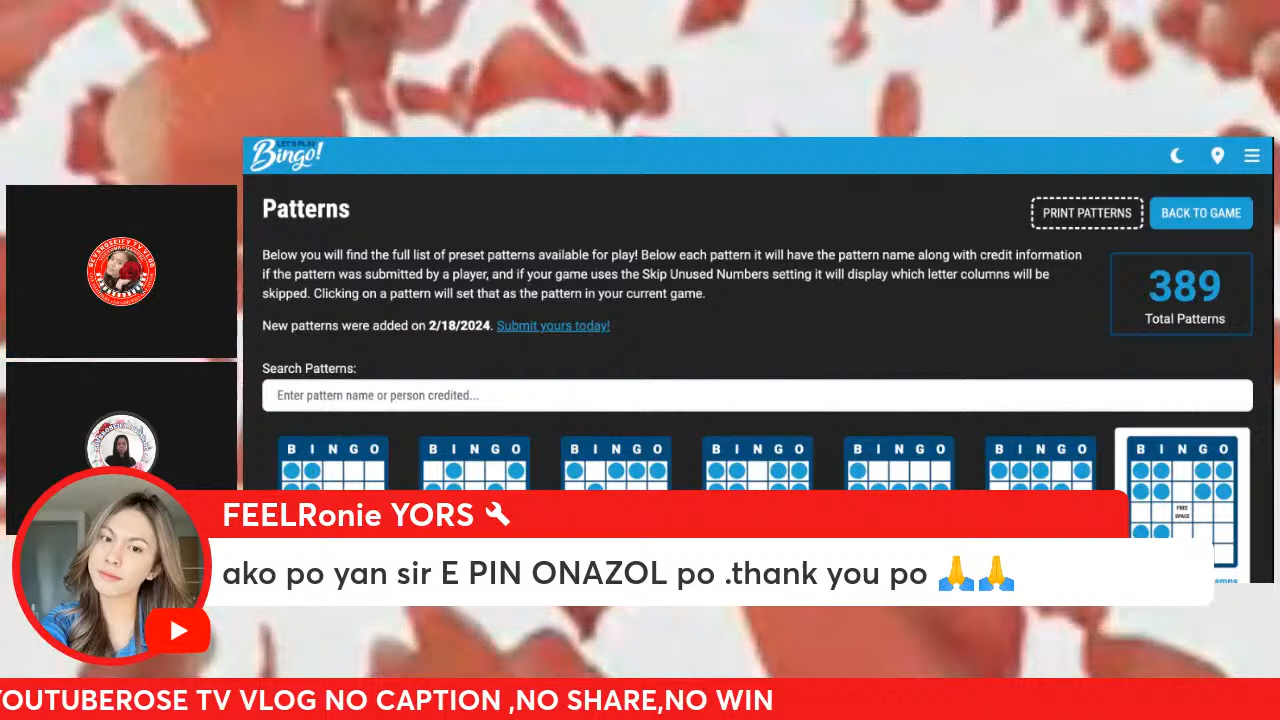 LET'S PLAY
Bingo!
Patterns
PRINT PATTERNS
BACK TO GAME
Below you will find the full list of preset patterns available for play! Below each pattern it will have the pattern name along with credit information
if the pattern was submitted by a player, and if your game uses the Skip Unused Numbers setting it will display which letter columns will be
skipped. Clicking on a pattern will set that as the pattern in your current game.
389
Total Patterns
New patterns were added on 2/18/2024. Submit yours today!
Search Patterns:
Enter pattern name or person credited...
B I N G O
B I N G O
B I N G O
B I N G O
B I N G O
B I N G O
B I N G O
FREE
SPACE
FEELRonie YORS
ako po yan sir E PIN ONAZOL po .thank you po 🙏🙏
YOUTUBEROSE TV VLOG NO CAPTION ,NO SHARE,NO WIN